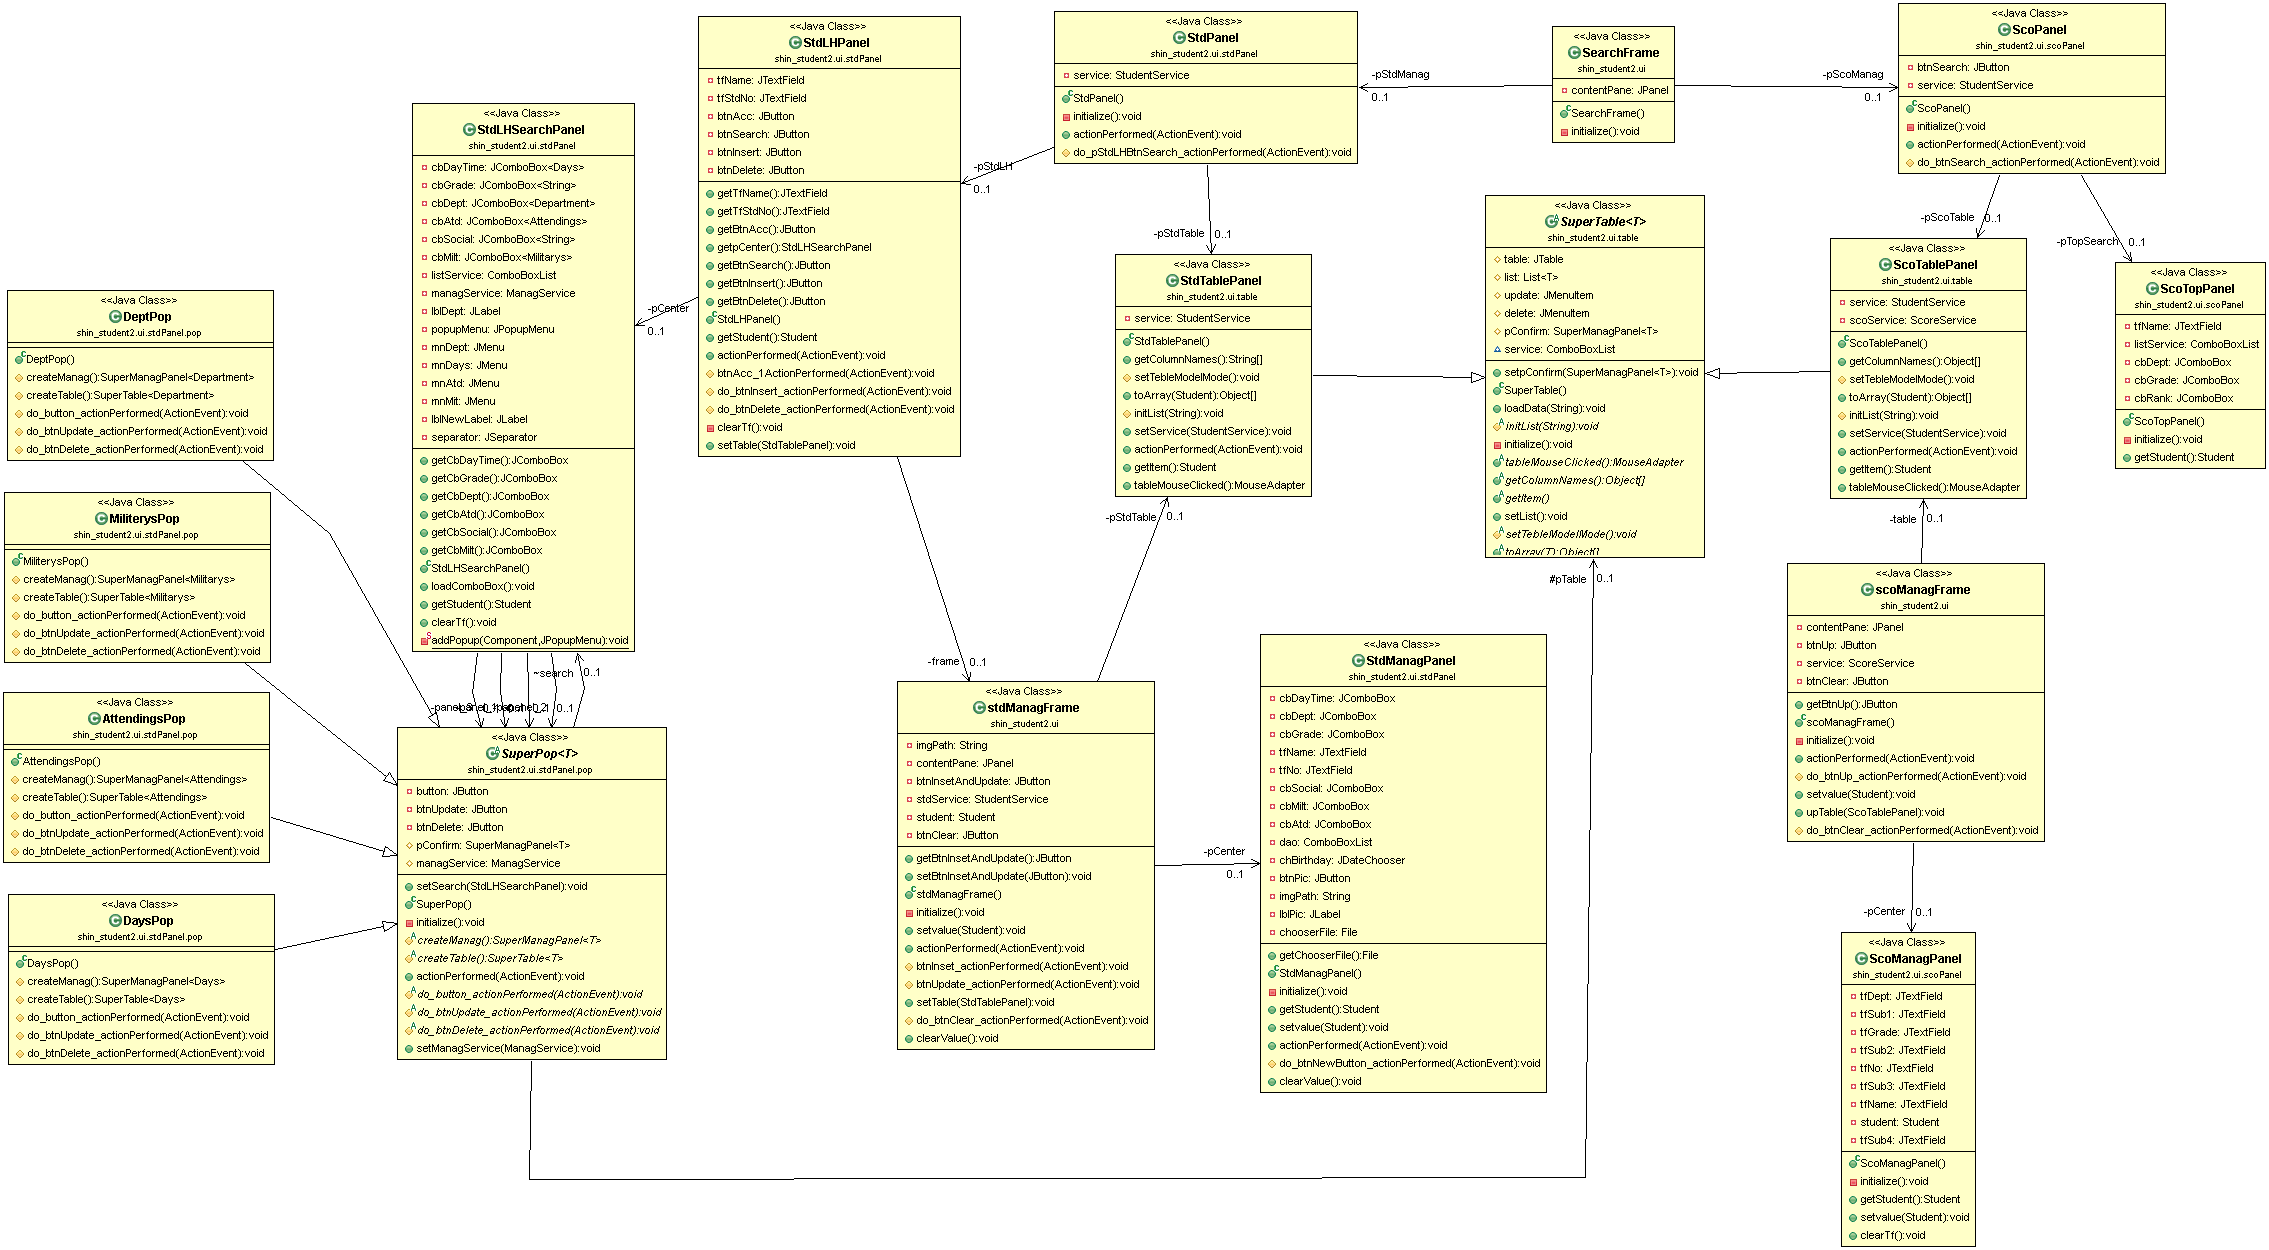 <<Java Class>>
StdLHPanel
shin_student2.ui.stdPanel
tfName: JTextField
tfStdNo: JTextField
btnAcc: JButton
btnSearch: JButton
btnInsert: JButton
btnDelete: JButton
getTfName():JTextField
getTfStdNo():JTextField
getBtnAcc():JButton
getpCenter():StdLHSearchPanel
getBtnSearch():JButton
getBtnInsert():JButton
getBtnDelete():JButton
StdLHPanel()
getStudent():Student
actionPerformed(ActionEvent):void
btnAcc_1ActionPerformed(ActionEvent):void
do_btnInsert_actionPerformed(ActionEvent):void
do_btnDelete_actionPerformed(ActionEvent):void
clearTf():void
setTable(StdTablePanel):void
<<Java Class>>
StdPanel
shin_student2.ui.stdPanel
service: StudentService
StdPanel()
initialize():void
actionPerformed(ActionEvent):void
do_pStdLHBtnSearch_actionPerformed(ActionEvent):void
-pStdManag
0..1
<<Java Class>>
SearchFrame
shin_student2.ui
contentPane: JPanel
SearchFrame()
initialize():void
-pScoManag
0..1
<<Java Class>>
ScoPanel
shin_student2.ui.scoPanel
btnSearch: JButton
service: StudentService
ScoPanel()
initialize():void
actionPerformed(ActionEvent):void
do_btnSearch_actionPerformed(ActionEvent):void
-pStdLH
0..1
-pStdTable
0..1
-pScoTable
0..1
-pTopSearch
0..1
<<Java Class>>
StdLHSearchPanel
shin_student2.ui.stdPanel
cbDayTime: JComboBox<Days>
cbGrade: JComboBox<String>
cbDept: JComboBox<Department>
cbAtd: JComboBox<Attendings>
cbSocial: JComboBox<String>
cbMilt: JComboBox<Militarys>
listService: ComboBoxList
managService: ManagService
lblDept: JLabel
popupMenu: JPopupMenu
mnDept: JMenu
mnDays: JMenu
mnAtd: JMenu
mnMit: JMenu
lblNewLabel: JLabel
separator: JSeparator
getCbDayTime():JComboBox
getCbGrade():JComboBox
getCbDept():JComboBox
getCbAtd():JComboBox
getCbSocial():JComboBox
getCbMilt():JComboBox
StdLHSearchPanel()
loadComboBox():void
getStudent():Student
clearTf():void
addPopup(Component,JPopupMenu):void
-pCenter
0..1
<<Java Class>>
StdTablePanel
shin_student2.ui.table
service: StudentService
StdTablePanel()
getColumnNames():String[]
setTebleModelMode():void
toArray(Student):Object[]
initList(String):void
setService(StudentService):void
actionPerformed(ActionEvent):void
getItem():Student
tableMouseClicked():MouseAdapter
-pStdTable
0..1
<<Java Class>>
SuperTable<T>
shin_student2.ui.table
table: JTable
list: List<T>
update: JMenuItem
delete: JMenuItem
pConfirm: SuperManagPanel<T>
service: ComboBoxList
setpConfirm(SuperManagPanel<T>):void
SuperTable()
loadData(String):void
initList(String):void
initialize():void
tableMouseClicked():MouseAdapter
getColumnNames():Object[]
getItem()
setList():void
setTebleModelMode():void
toArray(T):Object[]
#pTable
0..1
<<Java Class>>
ScoTablePanel
shin_student2.ui.table
service: StudentService
scoService: ScoreService
ScoTablePanel()
getColumnNames():Object[]
setTebleModelMode():void
toArray(Student):Object[]
initList(String):void
setService(StudentService):void
actionPerformed(ActionEvent):void
getItem():Student
tableMouseClicked():MouseAdapter
-table
0..1
<<Java Class>>
ScoTopPanel
shin_student2.ui.scoPanel
tfName: JTextField
listService: ComboBoxList
cbDept: JComboBox
cbGrade: JComboBox
cbRank: JComboBox
ScoTopPanel()
initialize():void
getStudent():Student
<<Java Class>>
DeptPop
shin_student2.ui.stdPanel.pop
DeptPop()
createManag():SuperManagPanel<Department>
createTable():SuperTable<Department>
do_button_actionPerformed(ActionEvent):void
do_btnUpdate_actionPerformed(ActionEvent):void
do_btnDelete_actionPerformed(ActionEvent):void
<<Java Class>>
MiliterysPop
shin_student2.ui.stdPanel.pop
MiliterysPop()
createManag():SuperManagPanel<Militarys>
createTable():SuperTable<Militarys>
do_button_actionPerformed(ActionEvent):void
do_btnUpdate_actionPerformed(ActionEvent):void
do_btnDelete_actionPerformed(ActionEvent):void
<<Java Class>>
AttendingsPop
shin_student2.ui.stdPanel.pop
AttendingsPop()
createManag():SuperManagPanel<Attendings>
createTable():SuperTable<Attendings>
do_button_actionPerformed(ActionEvent):void
do_btnUpdate_actionPerformed(ActionEvent):void
do_btnDelete_actionPerformed(ActionEvent):void
<<Java Class>>
DaysPop
shin_student2.ui.stdPanel.pop
DaysPop()
createManag():SuperManagPanel<Days>
createTable():SuperTable<Days>
do_button_actionPerformed(ActionEvent):void
do_btnUpdate_actionPerformed(ActionEvent):void
do_btnDelete_actionPerformed(ActionEvent):void
~search
0..1
0..1
<<Java Class>>
SuperPop<T>
shin_student2.ui.stdPanel.pop
button: JButton
btnUpdate: JButton
btnDelete: JButton
pConfirm: SuperManagPanel<T>
managService: ManagService
setSearch(StdLHSearchPanel):void
SuperPop()
initialize():void
createManag():SuperManagPanel<T>
createTable():SuperTable<T>
actionPerformed(ActionEvent):void
do_button_actionPerformed(ActionEvent):void
do_btnUpdate_actionPerformed(ActionEvent):void
do_btnDelete_actionPerformed(ActionEvent):void
setManagService(ManagService):void
-frame
0..1
<<Java Class>>
stdManagFrame
shin_student2.ui
imgPath: String
contentPane: JPanel
btnInsetAndUpdate: JButton
stdService: StudentService
student: Student
btnClear: JButton
getBtnInsetAndUpdate():JButton
setBtnInsetAndUpdate(JButton):void
stdManagFrame()
initialize():void
setvalue(Student):void
actionPerformed(ActionEvent):void
btnInset_actionPerformed(ActionEvent):void
btnUpdate_actionPerformed(ActionEvent):void
setTable(StdTablePanel):void
do_btnClear_actionPerformed(ActionEvent):void
clearValue():void
-pCenter
0..1
<<Java Class>>
StdManagPanel
shin_student2.ui.stdPanel
cbDayTime: JComboBox
cbDept: JComboBox
cbGrade: JComboBox
tfName: JTextField
tfNo: JTextField
cbSocial: JComboBox
cbMilt: JComboBox
cbAtd: JComboBox
dao: ComboBoxList
chBirthday: JDateChooser
btnPic: JButton
imgPath: String
lblPic: JLabel
chooserFile: File
getChooserFile():File
StdManagPanel()
initialize():void
getStudent():Student
setvalue(Student):void
actionPerformed(ActionEvent):void
do_btnNewButton_actionPerformed(ActionEvent):void
clearValue():void
<<Java Class>>
scoManagFrame
shin_student2.ui
contentPane: JPanel
btnUp: JButton
service: ScoreService
btnClear: JButton
getBtnUp():JButton
scoManagFrame()
initialize():void
actionPerformed(ActionEvent):void
do_btnUp_actionPerformed(ActionEvent):void
setvalue(Student):void
upTable(ScoTablePanel):void
do_btnClear_actionPerformed(ActionEvent):void
-pCenter
0..1
<<Java Class>>
ScoManagPanel
shin_student2.ui.scoPanel
tfDept: JTextField
tfSub1: JTextField
tfGrade: JTextField
tfSub2: JTextField
tfNo: JTextField
tfSub3: JTextField
tfName: JTextField
student: Student
tfSub4: JTextField
ScoManagPanel()
initialize():void
getStudent():Student
setvalue(Student):void
clearTf():void